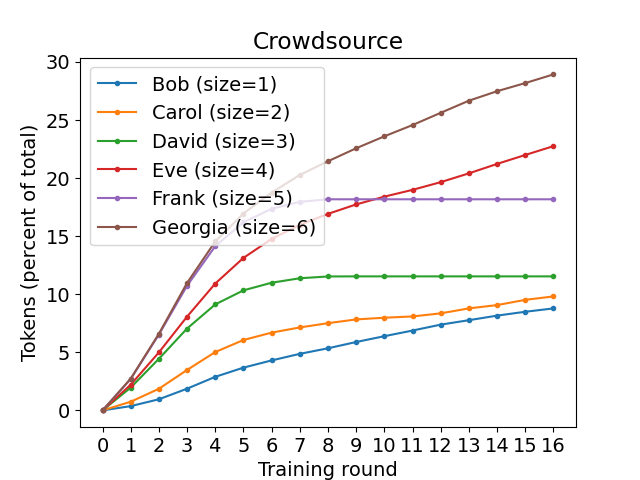 Crowdsource
Tokens (percent of total)
30
25
20
15
10
5
0
Bob (size=1)
Carol (size=2)
David (size=3)
Eve (size=4)
Frank (size=5)
Georgia (size=6)
0 1 2 3 4 5 6 7 8 9 10 11 12 13 14 15 16
Training round